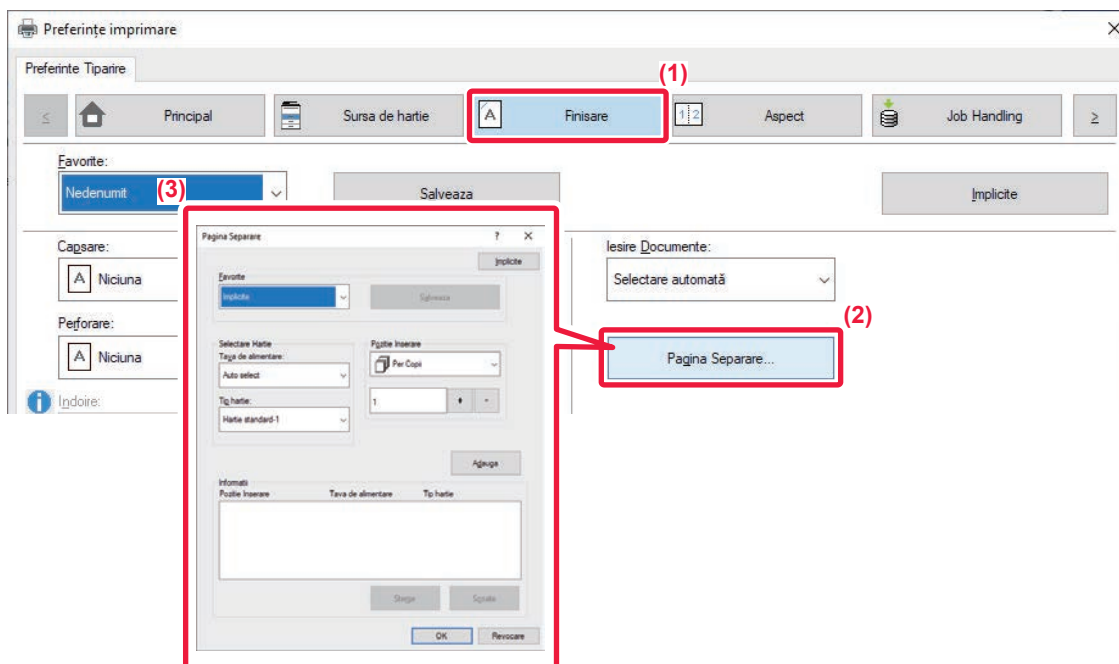 Preferințe imprimare
Preferinte Tiparire
(1)
<
Principal
Sursa de hartie
A
Finisare
1 2
Aspect
Job Handling
>
Favorite:
Nedenumit
(3)
Salveaza
Implicite
Capsare:
A Niciuna
Perforare:
A Niciuna
Indoire:
Iesire Documente:
Selectare automată
(2)
Pagina Separare...
Pagina Separare
?
Implicite
Favorite
Implicite
Salveaza
Selectare Hartie
Tava de alimentare:
Auto select
Tip hartie:
Hartie standard-1
Pozitie Inserare
Per Copii
1
+ -
Adauga
Informatii
Pozitie Inserare Tava de alimentare Tip hartie
Sterge
OK
Revocare